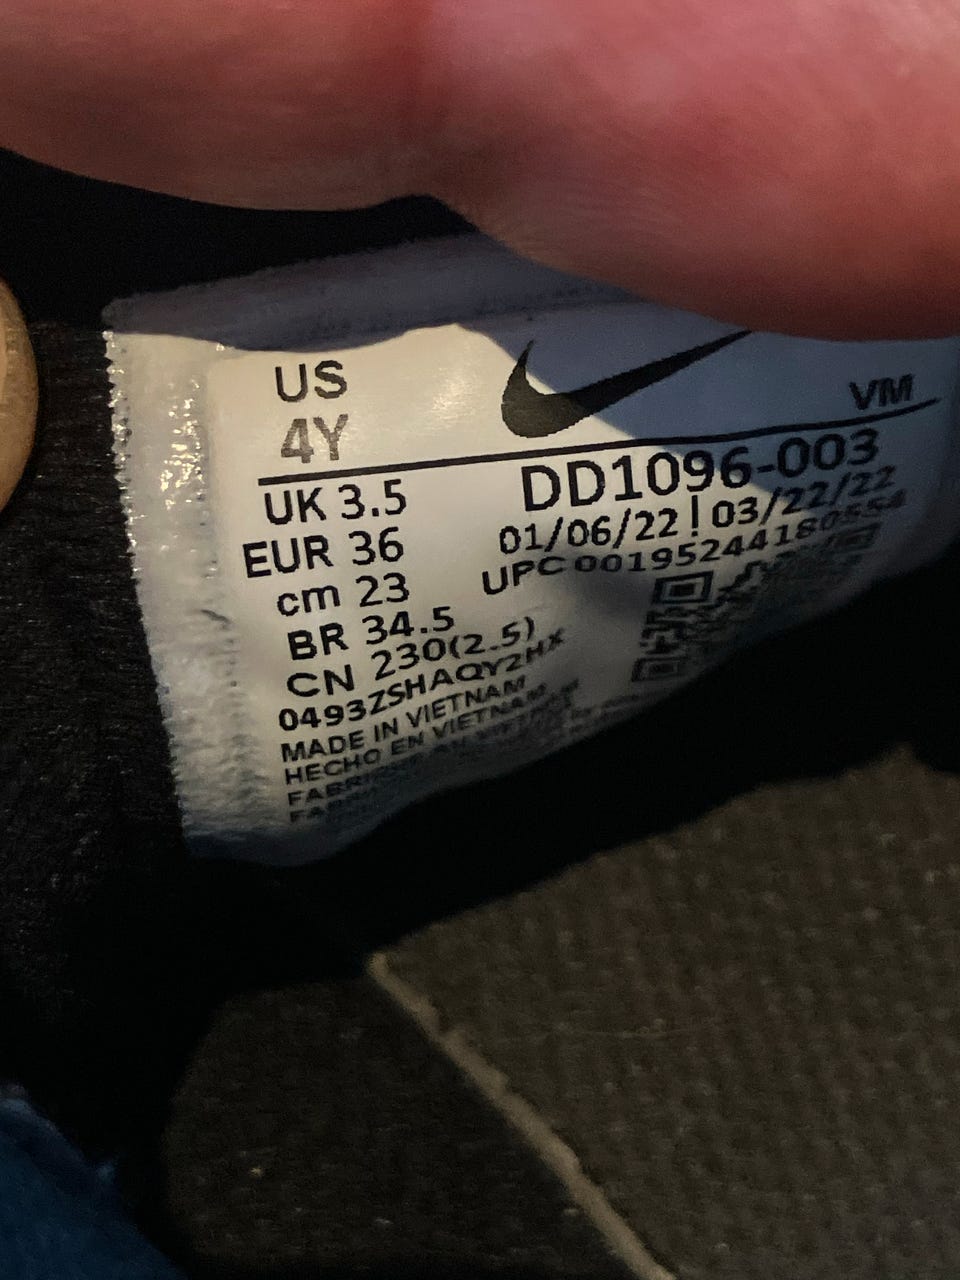 US
4Y
VM
UK 3.5
EUR 36
cm 23
BR 34.5
CN 230(2.5)
0493ZSHAQY2HX
MADE IN VIETNAM
HECHO EN VIETNAM
DD1096-003
01/06/22 | 03/22/22
UPC 00195244180554